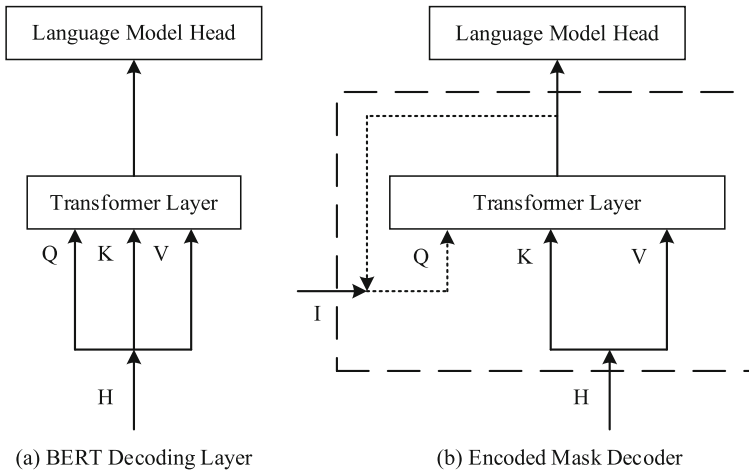 Language Model Head
Language Model Head
Transformer Layer
Transformer Layer
Q K V
Q K V
I
H
H
(a) BERT Decoding Layer
(b) Encoded Mask Decoder